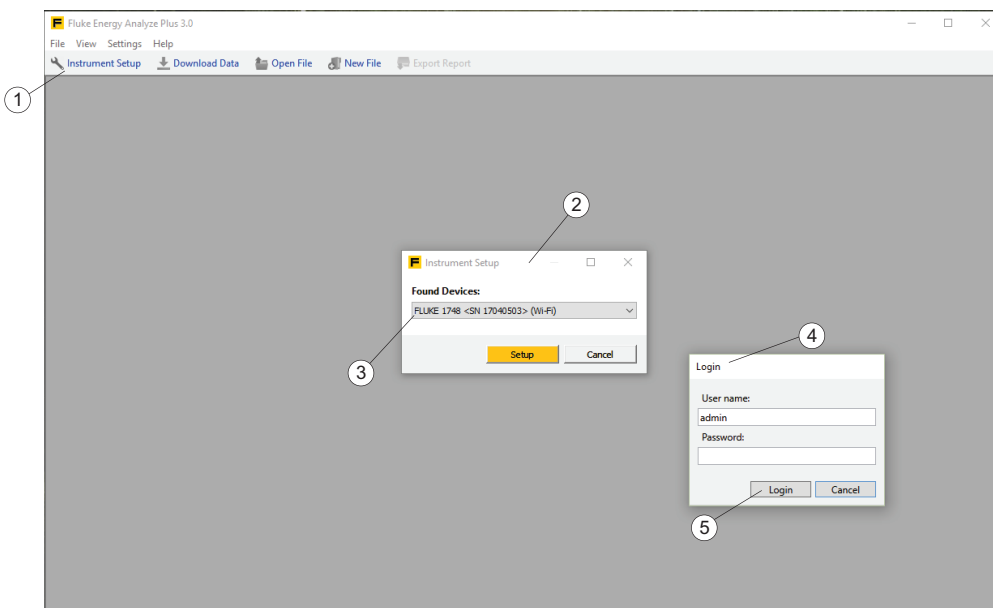 Fluke Energy Analyze Plus 3.0
File View Settings Help
Instrument Setup Download Data Open File New File Export Report
1
2
Instrument Setup
Found Devices:
FLUKE 1748 <SN 17040503> (Wi-Fi)
Setup Cancel
3
4
Login
User name:
admin
Password:
Login Cancel
5